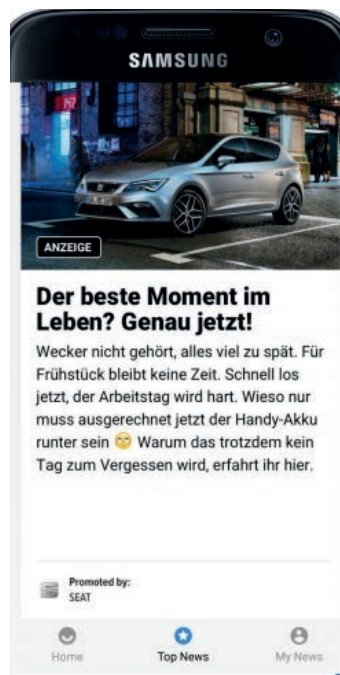 SAMSUNG
147
ANZEIGE
Der beste Moment im
Leben? Genau jetzt!
Wecker nicht gehört, alles viel zu spät. Für
Frühstück bleibt keine Zeit. Schnell los
jetzt, der Arbeitstag wird hart. Wieso nur
muss ausgerechnet jetzt der Handy-Akku
runter sein 🙄 Warum das trotzdem kein
Tag zum Vergessen wird, erfahrt ihr hier.
Promoted by:
SEAT
Home
Top News
My News